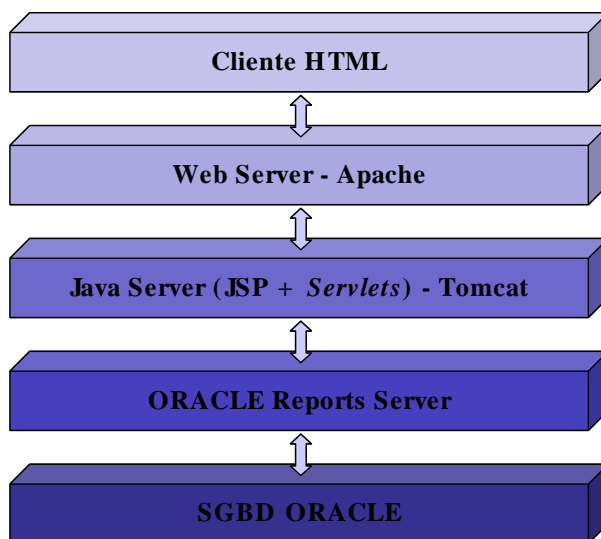 Cliente HTML
Web Server - Apache
Java Server (JSP + Servlets) - Tomcat
ORACLE Reports Server
SGBD ORACLE